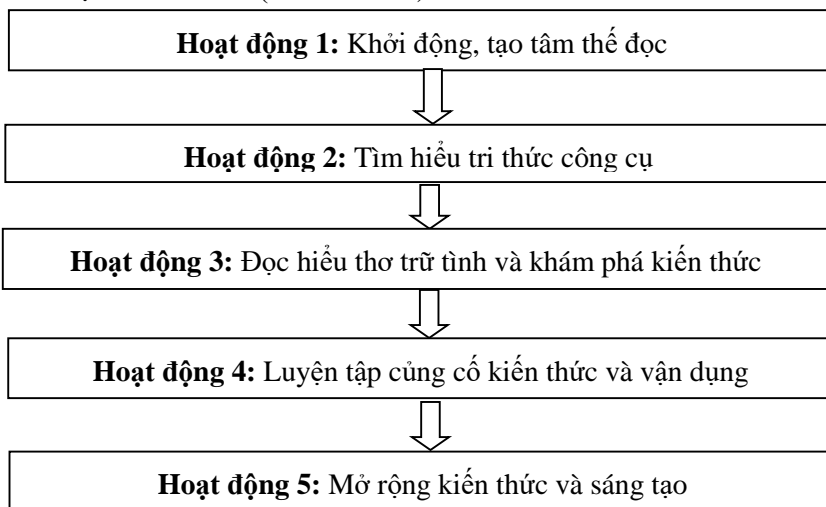 Hoạt động 1: Khởi động, tạo tâm thế đọc
Hoạt động 2: Tìm hiểu tri thức công cụ
Hoạt động 3: Đọc hiểu thơ trữ tình và khám phá kiến thức
Hoạt động 4: Luyện tập củng cố kiến thức và vận dụng
Hoạt động 5: Mở rộng kiến thức và sáng tạo